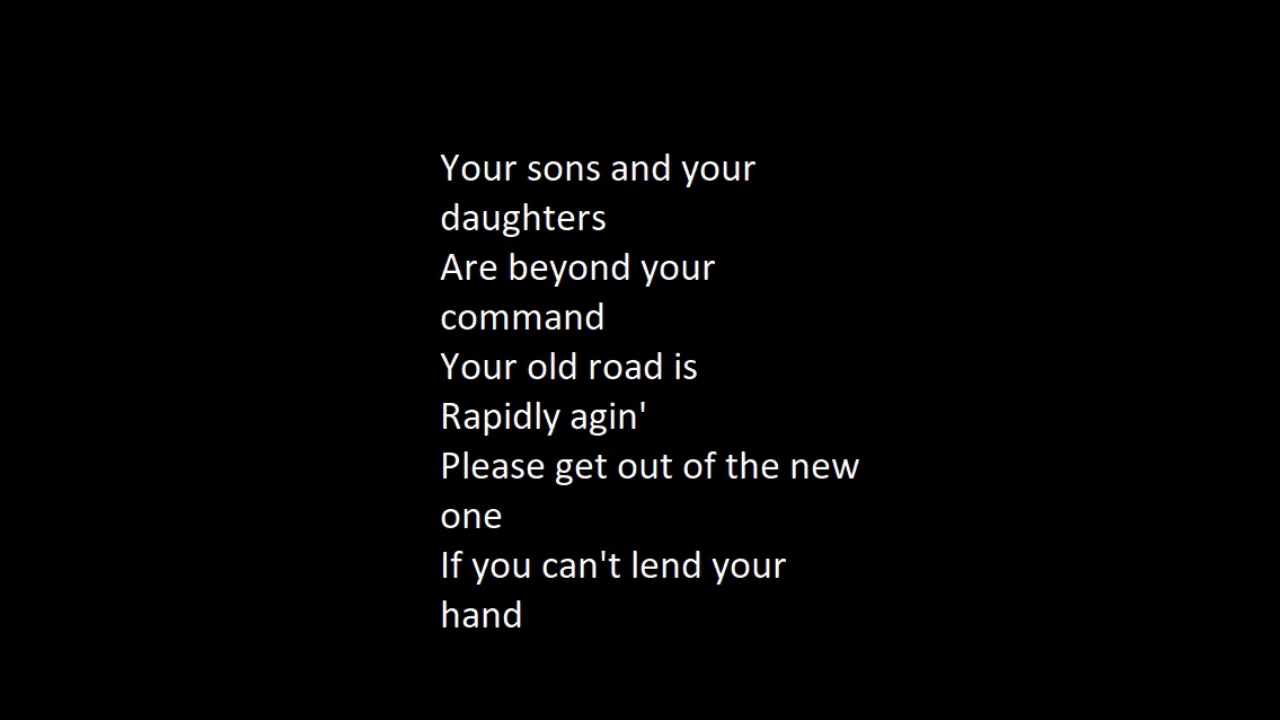 Your sons and your
daughters
Are beyond your
command
Your old road is
Rapidly agin'
Please get out of the new
one
If you can't lend your
hand